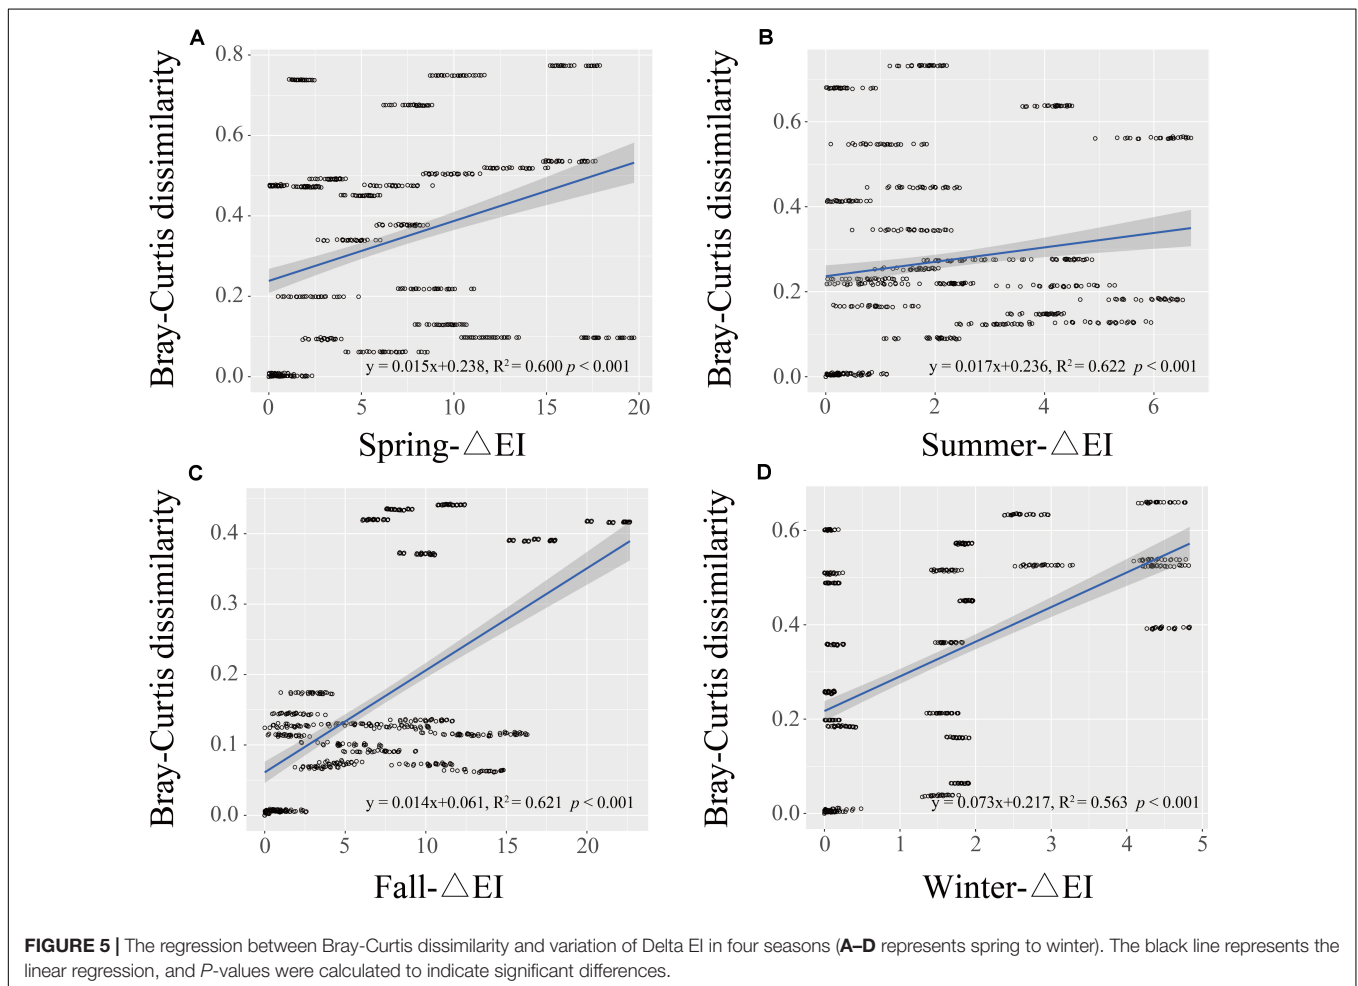 A
Bray-Curtis dissimilarity
0.8
0.6
0.4
0.2
0.0
y = 0.015x+0.238, R² = 0.600 p < 0.001
0 5 10 15 20
Spring-△EI
B
Bray-Curtis dissimilarity
0.6
0.4
0.2
0.0
y = 0.017x+0.236, R² = 0.622 p < 0.001
0 2 4 6
Summer-△EI
C
Bray-Curtis dissimilarity
0.4
0.3
0.2
0.1
0.0
y = 0.014x+0.061, R² = 0.621 p < 0.001
0 5 10 15 20
Fall-△EI
D
Bray-Curtis dissimilarity
0.6
0.4
0.2
0.0
y = 0.073x+0.217, R² = 0.563 p < 0.001
0 1 2 3 4 5
Winter-△EI
FIGURE 5 | The regression between Bray-Curtis dissimilarity and variation of Delta EI in four seasons (A–D represents spring to winter). The black line represents the
linear regression, and P-values were calculated to indicate significant differences.